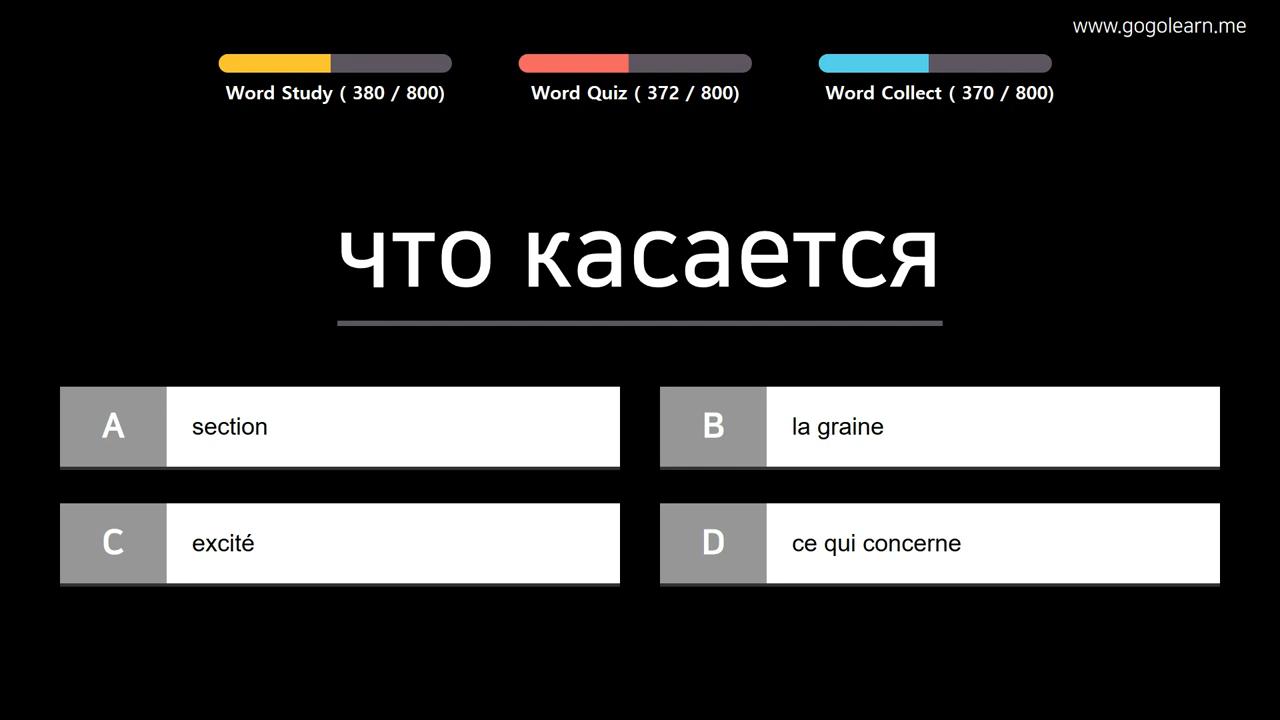 www.gogolearn.me
Word Study ( 380 / 800)
Word Quiz ( 372 / 800)
Word Collect ( 370 / 800)
что касается
A section
B la graine
C excité
D ce qui concerne